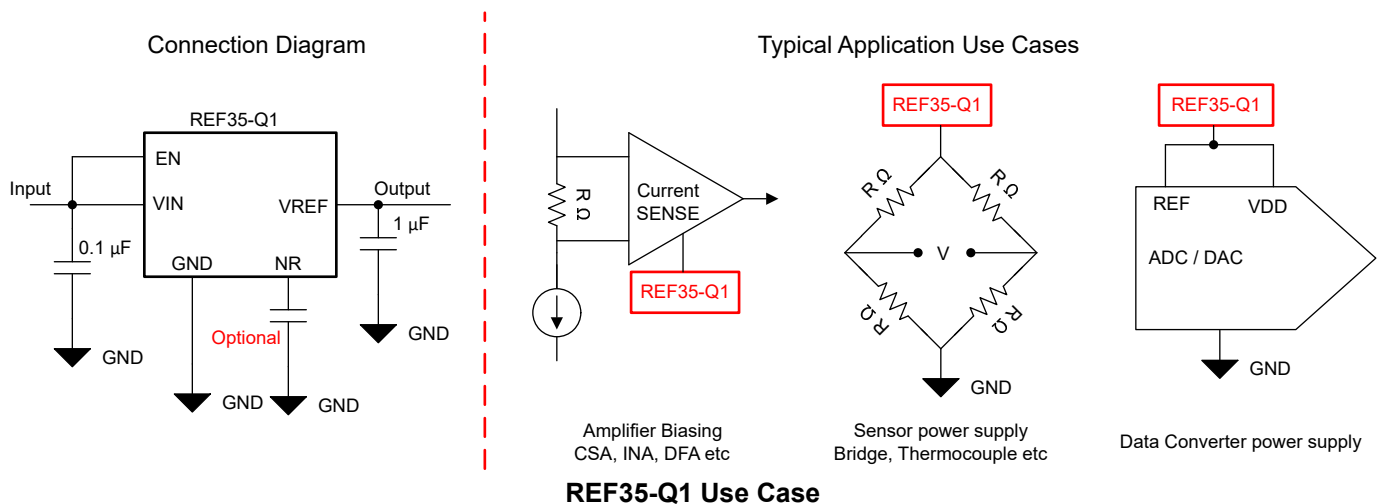 Connection Diagram
REF35-Q1
EN
Input
VIN
VREF
Output
0.1 µF
1 µF
GND
NR
Optional
GND
GND
GND
GND
Typical Application Use Cases
R Ω
Current
SENSE
REF35-Q1
Amplifier Biasing
CSA, INA, DFA etc
REF35-Q1
R Ω
R Ω
V
R Ω
R Ω
GND
Sensor power supply
Bridge, Thermocouple etc
REF35-Q1
REF
VDD
ADC / DAC
GND
Data Converter power supply
REF35-Q1 Use Case